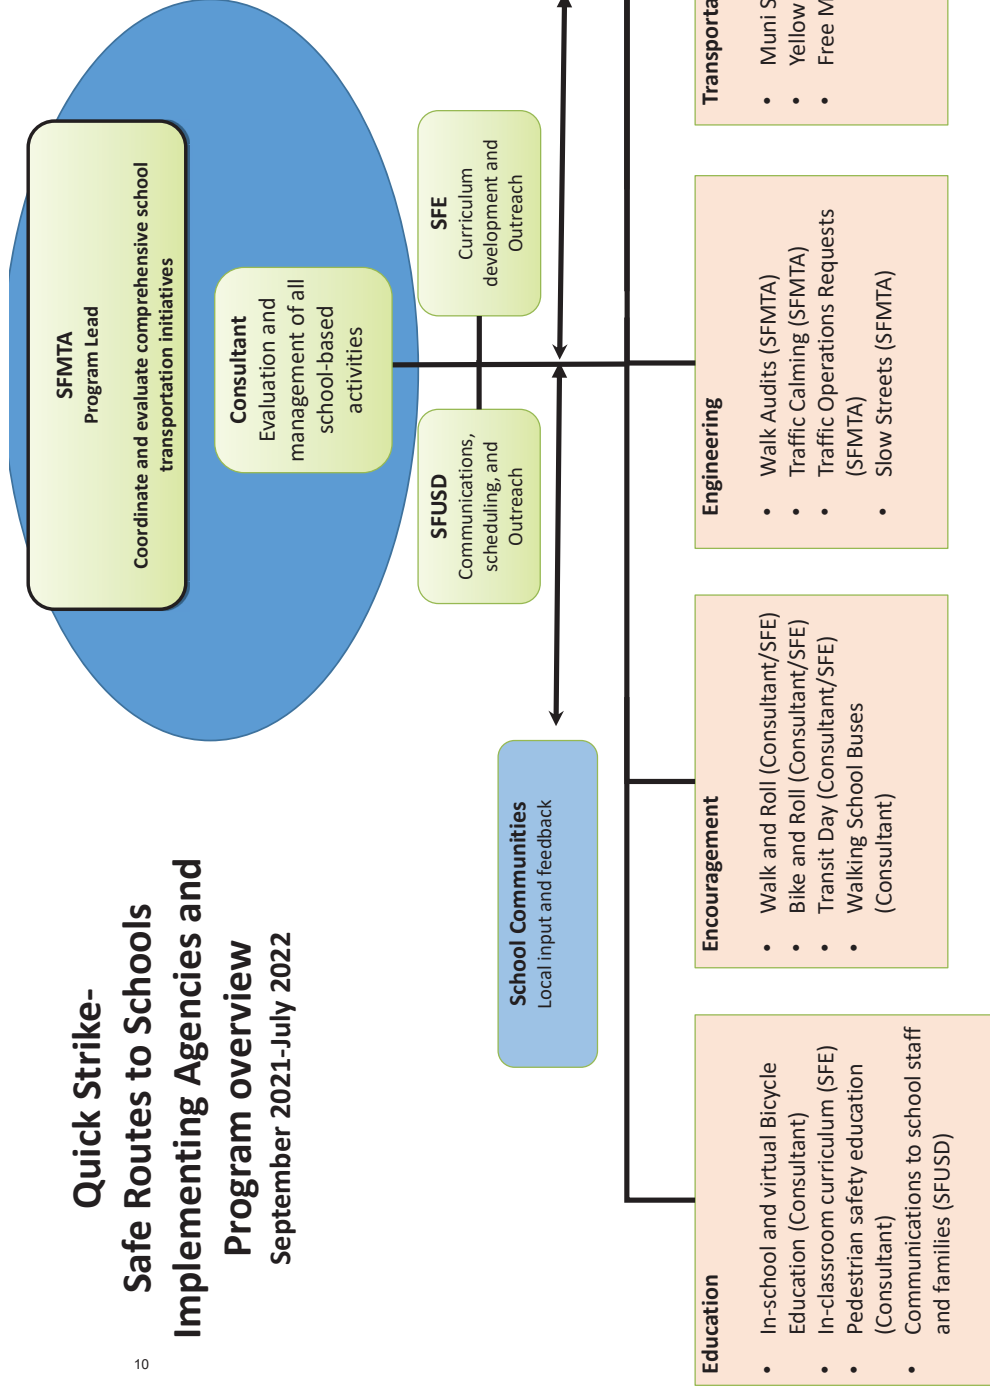 Quick Strike-
Safe Routes to Schools
Implementing Agencies and
Program overview
September 2021-July 2022
SFMTA
Program Lead
Coordinate and evaluate comprehensive school
transportation initiatives
Consultant
Evaluation and
management of all
school-based
activities
SFUSD
Communications,
scheduling, and
Outreach
SFE
Curriculum
development and
Outreach
School Communities
Local input and feedback
Education
• In-school and virtual Bicycle
Education (Consultant)
• In-classroom curriculum (SFE)
• Pedestrian safety education
(Consultant)
• Communications to school staff
and families (SFUSD)
Encouragement
• Walk and Roll (Consultant/SFE)
• Bike and Roll (Consultant/SFE)
• Transit Day (Consultant/SFE)
• Walking School Buses
(Consultant)
Engineering
• Walk Audits (SFMTA)
• Traffic Calming (SFMTA)
• Traffic Operations Requests
(SFMTA)
• Slow Streets (SFMTA)
Transporta
• Muni S
• Yellow
• Free M
10